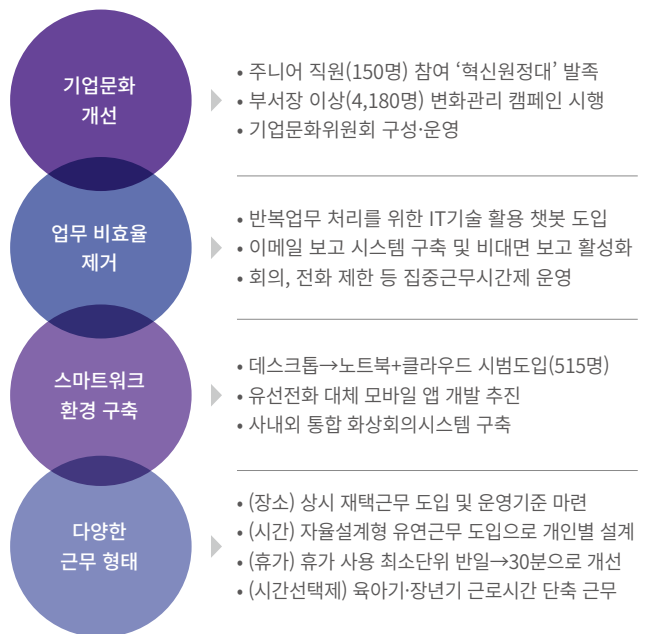 기업문화
개선
• 주니어 직원(150명) 참여 ‘혁신원정대’ 발족
• 부서장 이상(4,180명) 변화관리 캠페인 시행
• 기업문화위원회 구성·운영
업무 비효율
제거
• 반복업무 처리를 위한 IT기술 활용 챗봇 도입
• 이메일 보고 시스템 구축 및 비대면 보고 활성화
• 회의, 전화 제한 등 집중근무시간제 운영
스마트워크
환경 구축
• 데스크톱→노트북+클라우드 시범도입(515명)
• 유선전화 대체 모바일 앱 개발 추진
• 사내외 통합 화상회의시스템 구축
다양한
근무 형태
• (장소) 상시 재택근무 도입 및 운영기준 마련
• (시간) 자율설계형 유연근무 도입으로 개인별 설계
• (휴가) 휴가 사용 최소단위 반일→30분으로 개선
• (시간선택제) 육아기·장년기 근로시간 단축 근무